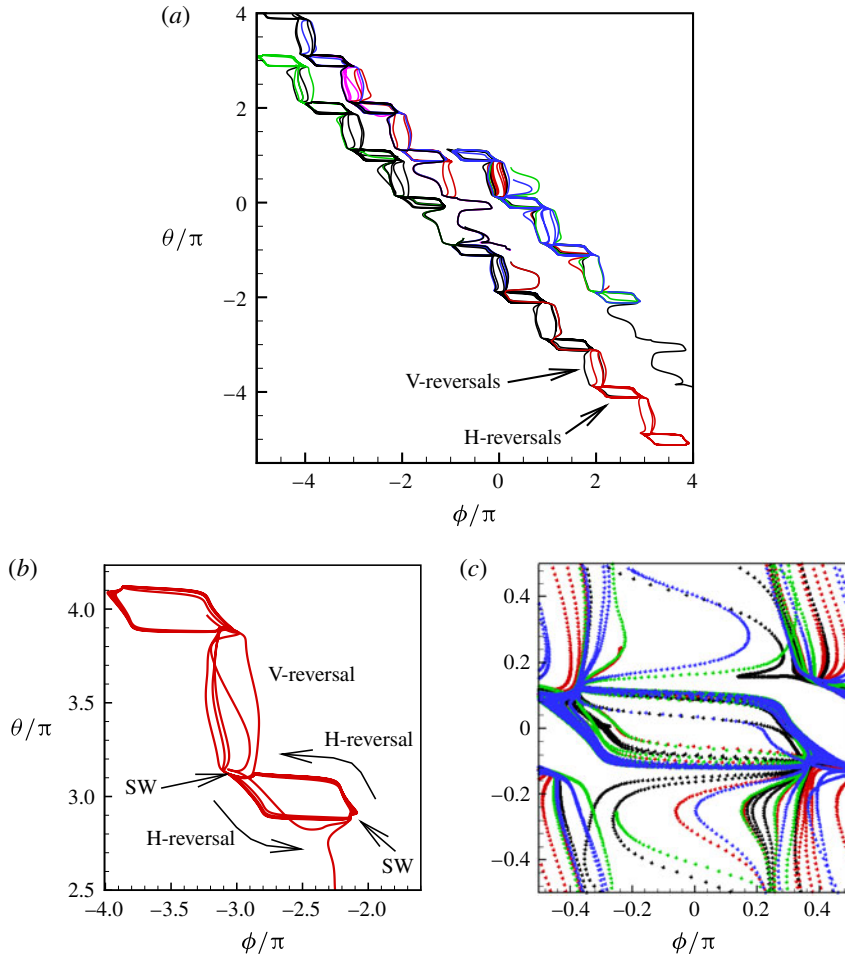 (a)
4
2
0
θ/π
−2
−4
V-reversals
H-reversals
−4 −2 0 2 4
ϕ/π
(b)
4.0
3.5
3.0
2.5
θ/π
V-reversal
H-reversal
SW
H-reversal
SW
−4.0 −3.5 −3.0 −2.5 −2.0
ϕ/π
(c)
0.4
0.2
0
−0.2
−0.4
−0.4 −0.2 0 0.2 0.4
ϕ/π